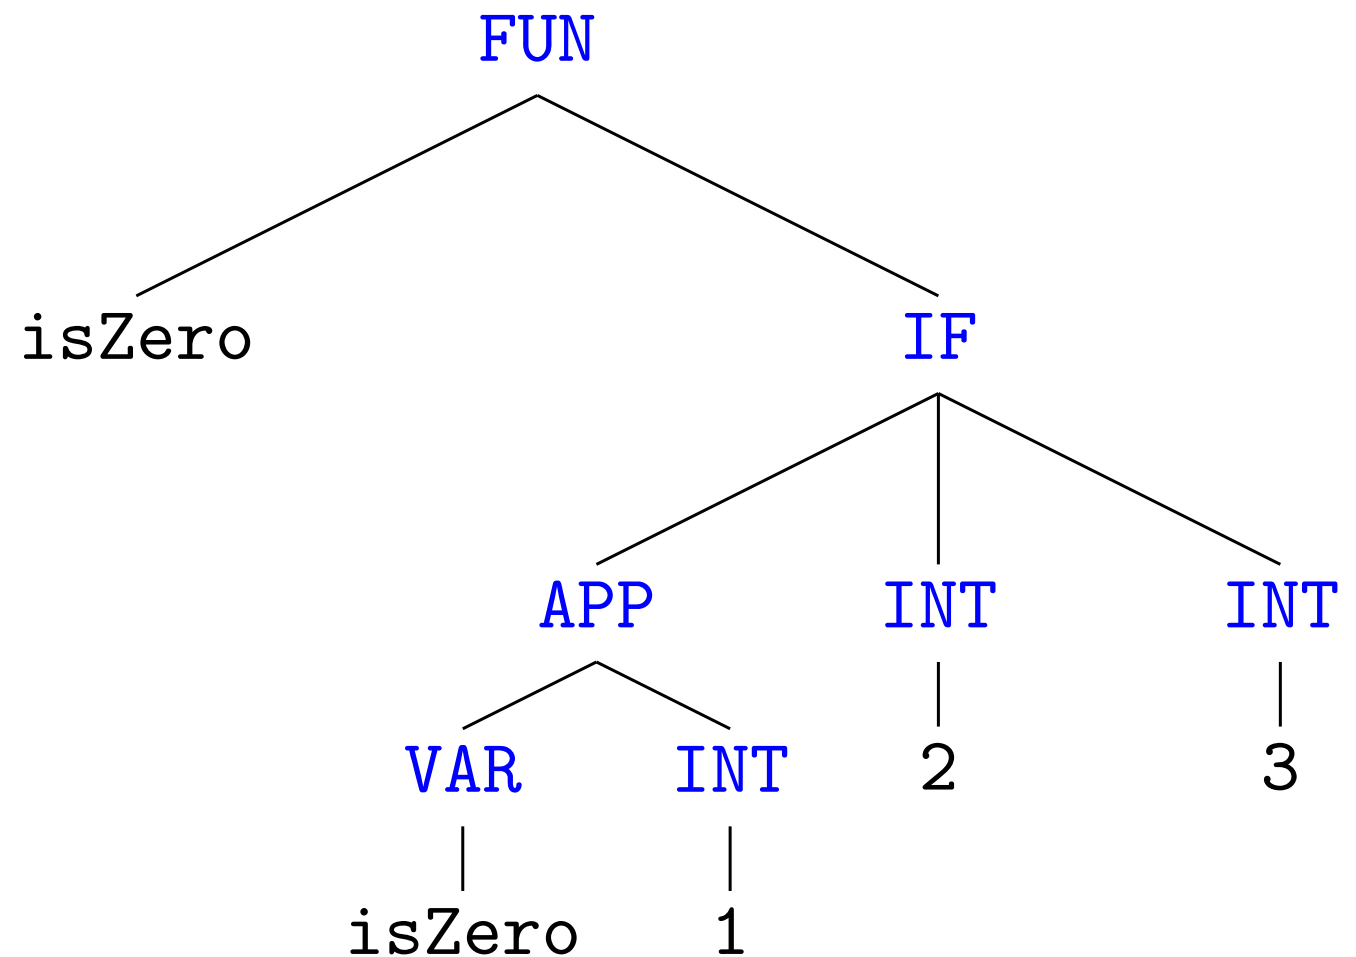 FUN
isZero IF
APP INT INT
VAR INT 2 3
isZero 1